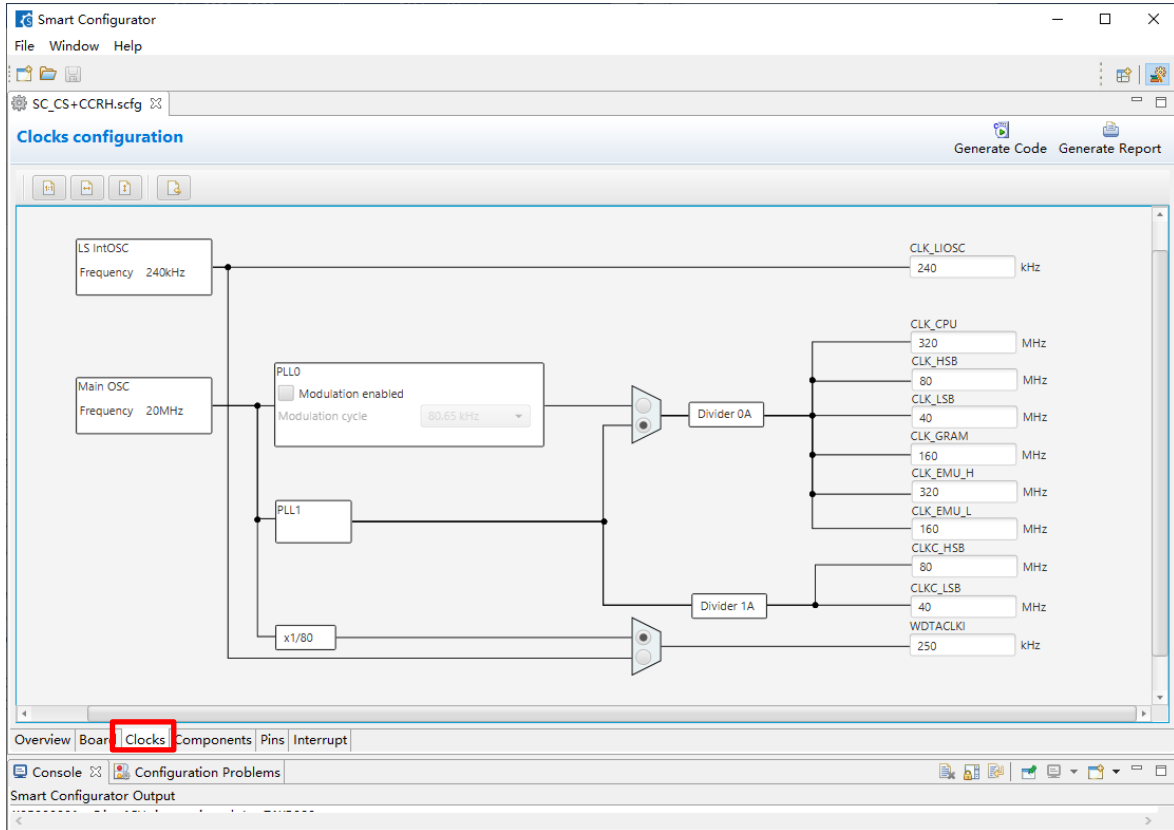 Smart Configurator
File Window Help
SC_CS+CCRH.scfg
Clocks configuration
Generate Code Generate Report
LS IntOSC
Frequency 240kHz
CLK_LIOSC
240 kHz
CLK_CPU
320 MHz
CLK_HSB
80 MHz
CLK_LSB
40 MHz
CLK_GRAM
160 MHz
CLK_EMU_H
320 MHz
CLK_EMU_L
160 MHz
CLKC_HSB
80 MHz
CLKC_LSB
40 MHz
WDTACLKI
250 kHz
PLL0
Modulation enabled
Modulation cycle 80.65 kHz
Main OSC
Frequency 20MHz
Divider 0A
PLL1
Divider 1A
x1/80
Overview Board Clocks Components Pins Interrupt
Console Configuration Problems
Smart Configurator Output